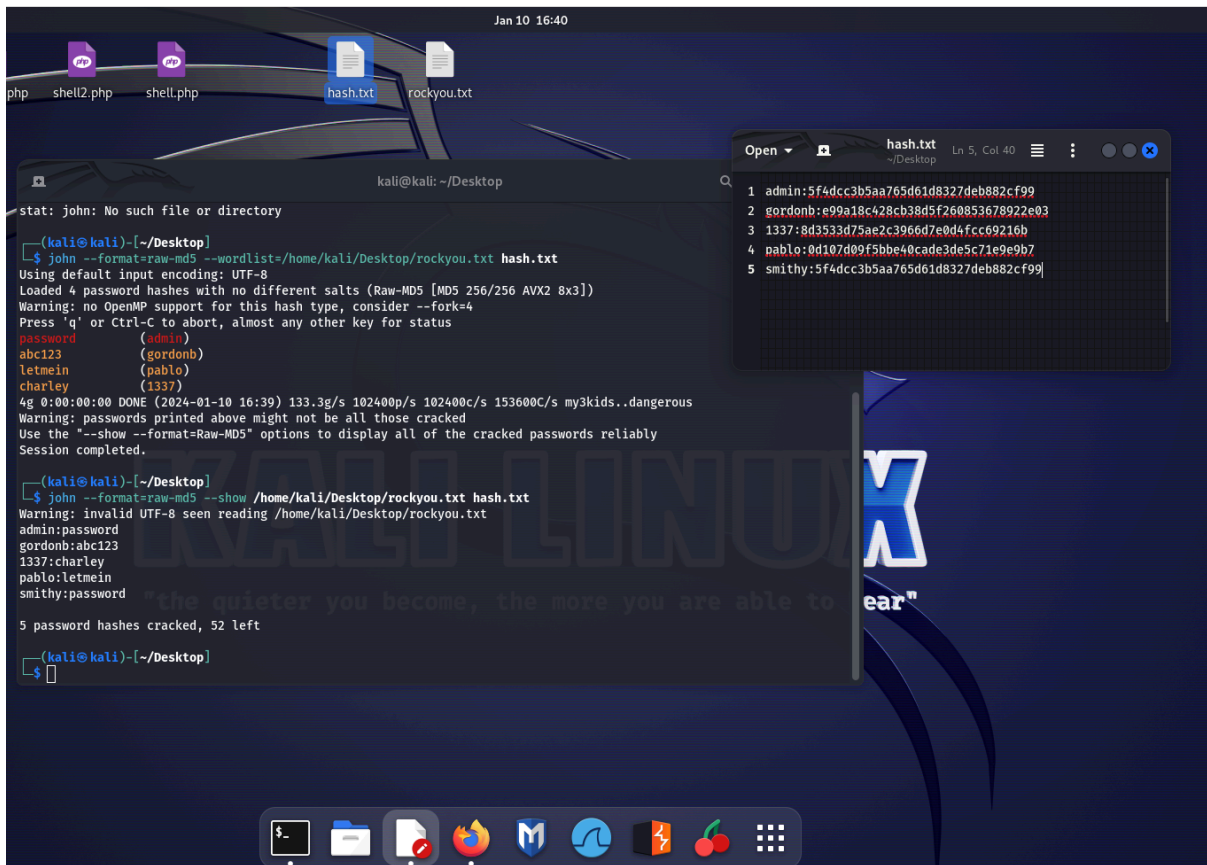 Jan 10 16:40
php
shell2.php
shell.php
hash.txt
rockyou.txt
kali@kali: ~/Desktop
stat: john: No such file or directory
┌──(kali㉿kali)-[~/Desktop]
└─$ john --format=raw-md5 --wordlist=/home/kali/Desktop/rockyou.txt hash.txt
Using default input encoding: UTF-8
Loaded 4 password hashes with no different salts (Raw-MD5 [MD5 256/256 AVX2 8x3])
Warning: no OpenMP support for this hash type, consider --fork=4
Press 'q' or Ctrl-C to abort, almost any other key for status
password (admin)
abc123 (gordonb)
letmein (pablo)
charley (1337)
4g 0:00:00:00 DONE (2024-01-10 16:39) 133.3g/s 102400p/s 102400c/s 153600C/s my3kids..dangerous
Warning: passwords printed above might not be all those cracked
Use the "--show --format=Raw-MD5" options to display all of the cracked passwords reliably
Session completed.
┌──(kali㉿kali)-[~/Desktop]
└─$ john --format=raw-md5 --show /home/kali/Desktop/rockyou.txt hash.txt
Warning: invalid UTF-8 seen reading /home/kali/Desktop/rockyou.txt
admin:password
gordonb:abc123
1337:charley
pablo:letmein
smithy:password
5 password hashes cracked, 52 left
┌──(kali㉿kali)-[~/Desktop]
└─$
Open
hash.txt
~/Desktop
Ln 5, Col 40
1 admin:5f4dcc3b5aa765d61d8327deb882cf99
2 gordonb:e99a18c428cb38d5f260853678922e03
3 1337:8d3533d75ae2c3966d7e0d4fcc69216b
4 pablo:0d107d09f5bbe40cade3de5c71e9e9b7
5 smithy:5f4dcc3b5aa765d61d8327deb882cf99
KALI LINUX
"the quieter you become, the more you are able to ear"
$_